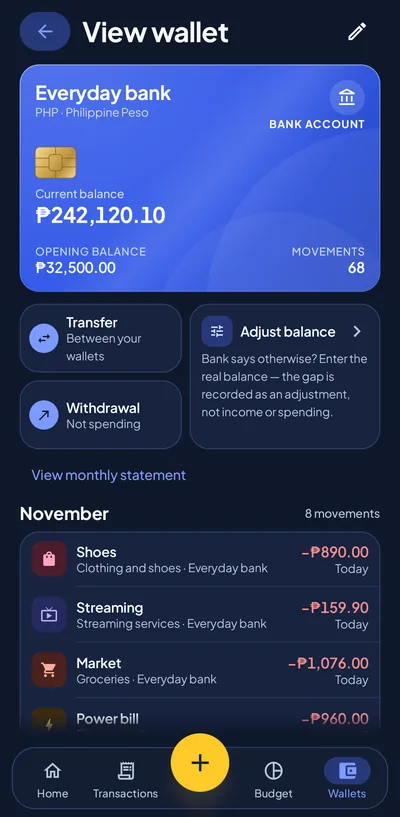 View wallet
Everyday bank
PHP · Philippine Peso
BANK ACCOUNT
Current balance
₱242,120.10
OPENING BALANCE
₱32,500.00
MOVEMENTS
68
Transfer
Between your
wallets
Withdrawal
Not spending
Adjust balance
Bank says otherwise? Enter the
real balance — the gap is
recorded as an adjustment,
not income or spending.
View monthly statement
November
8 movements
Shoes
Clothing and shoes · Everyday bank
−₱890.00
Today
Streaming
Streaming services · Everyday bank
−₱159.90
Today
Market
Groceries · Everyday bank
−₱1,076.00
Today
Power bill
−₱960.00
Home
Transactions
Budget
Wallets